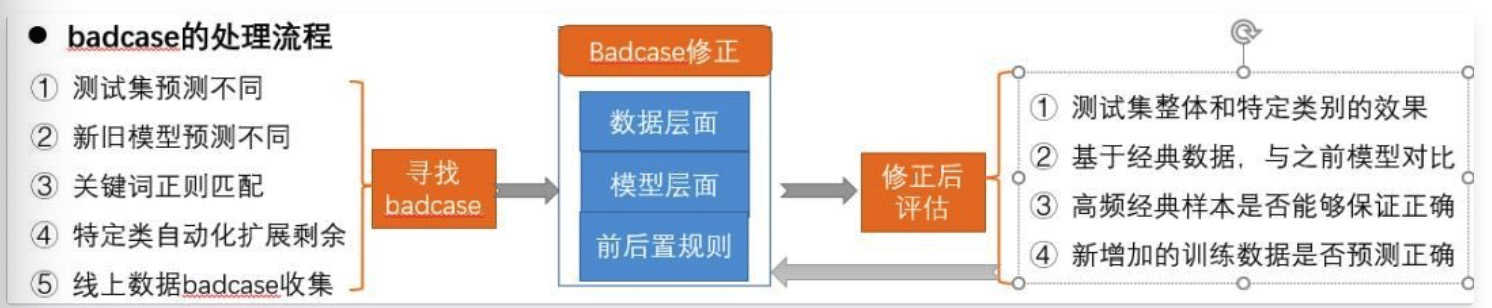 ● badcase的处理流程
① 测试集预测不同
② 新旧模型预测不同
③ 关键词正则匹配
④ 特定类自动化扩展剩余
⑤ 线上数据badcase收集
寻找
badcase
Badcase修正
数据层面
模型层面
前后置规则
修正后
评估
① 测试集整体和特定类别的效果
② 基于经典数据，与之前模型对比
③ 高频经典样本是否能够保证正确
④ 新增加的训练数据是否预测正确